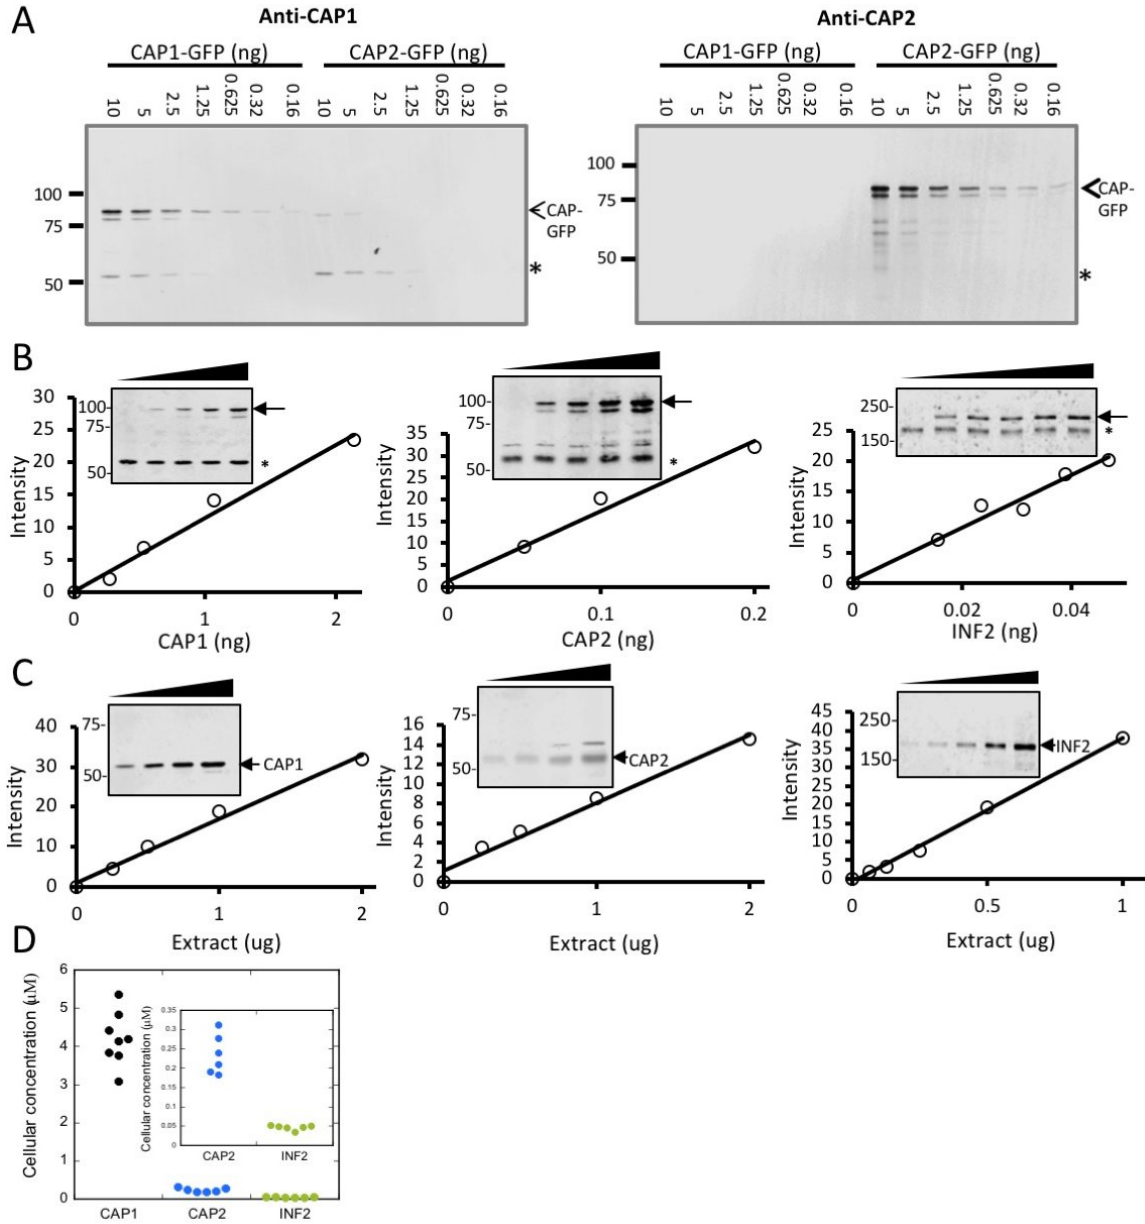 A
Anti-CAP1
Anti-CAP2
CAP1-GFP (ng)
CAP2-GFP (ng)
CAP1-GFP (ng)
CAP2-GFP (ng)
10 5 2.5 1.25 0.625 0.32 0.16
10 5 2.5 1.25 0.625 0.32 0.16
10 5 2.5 1.25 0.625 0.32 0.16
10 5 2.5 1.25 0.625 0.32 0.16
100
75
50
CAP-
GFP
*
100
75
50
CAP-
GFP
*
B
30
25
20
15
10
5
0
Intensity
100-
75-
50-
*
0 1 2
CAP1 (ng)
35
30
25
20
15
10
5
0
Intensity
100-
75-
50-
*
0 0.1 0.2
CAP2 (ng)
25
20
15
10
5
0
Intensity
250-
150-
*
0 0.02 0.04
INF2 (ng)
C
40
30
20
10
0
Intensity
75-
50-
CAP1
0 1 2
Extract (ug)
16
14
12
10
8
6
4
2
0
Intensity
75-
50-
CAP2
0 1 2
Extract (ug)
45
40
35
30
25
20
15
10
5
0
Intensity
250-
150-
INF2
0 0.5 1
Extract (ug)
D
6
5
4
3
2
1
0
Cellular concentration (µM)
CAP1 CAP2 INF2
0.35
0.3
0.25
0.2
0.15
0.1
0.05
0
Cellular concentration (µM)
CAP2 INF2